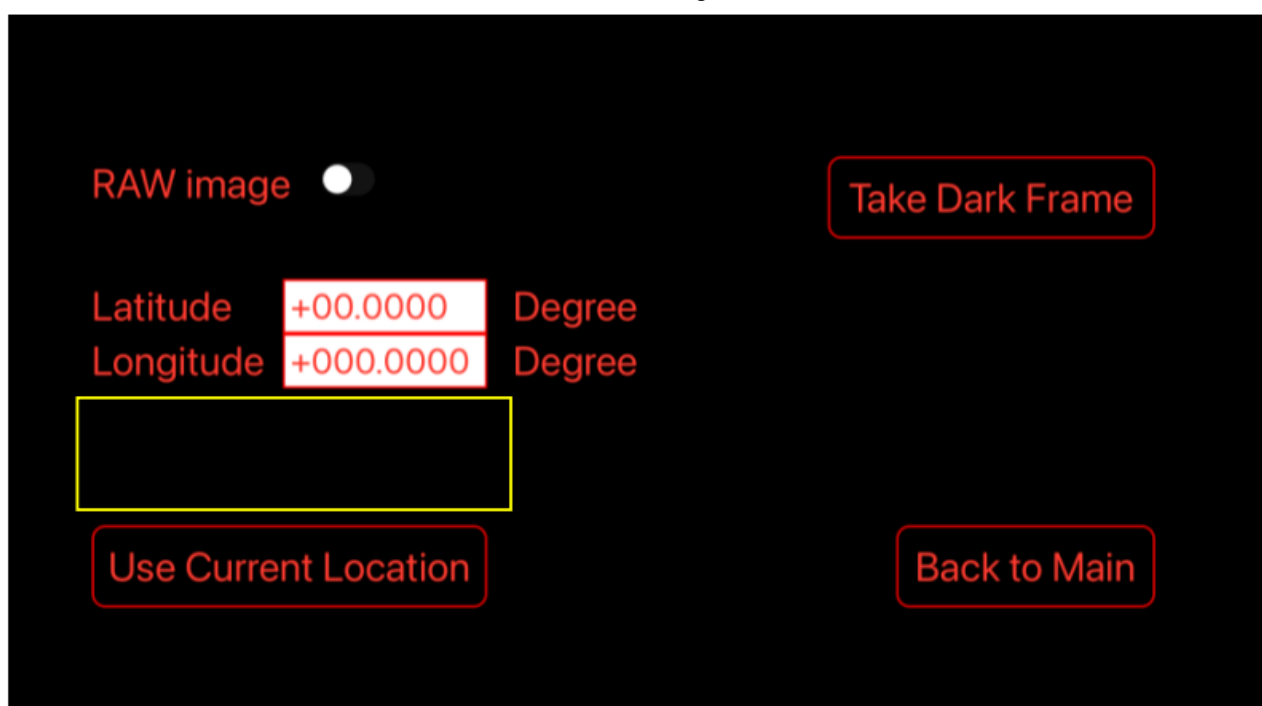 RAW image
Take Dark Frame
Latitude +00.0000 Degree
Longitude +000.0000 Degree
Use Current Location
Back to Main